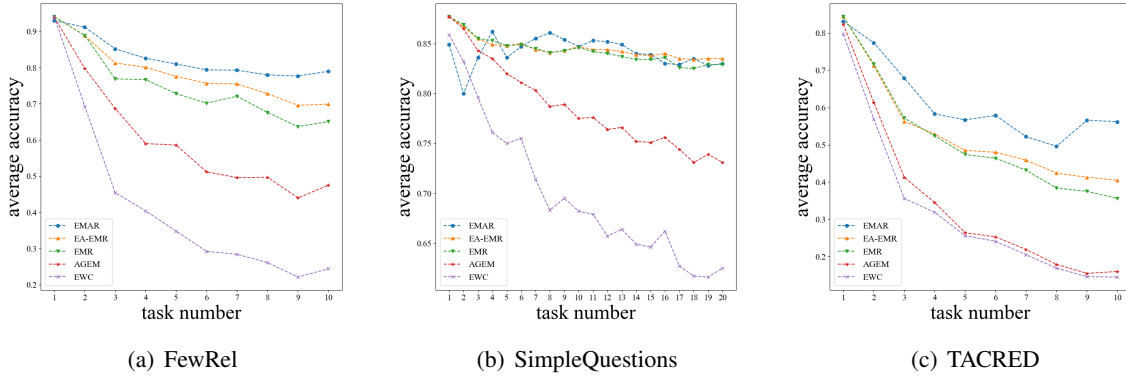 average accuracy
0.9
0.8
0.7
0.6
0.5
0.4
0.3
0.2
EMAR
EA-EMR
EMR
AGEM
EWC
1 2 3 4 5 6 7 8 9 10
task number
(a) FewRel
average accuracy
0.85
0.80
0.75
0.70
0.65
EMAR
EA-EMR
EMR
AGEM
EWC
1 2 3 4 5 6 7 8 9 10 11 12 13 14 15 16 17 18 19 20
task number
(b) SimpleQuestions
average accuracy
0.8
0.7
0.6
0.5
0.4
0.3
0.2
EMAR
EA-EMR
EMR
AGEM
EWC
1 2 3 4 5 6 7 8 9 10
task number
(c) TACRED